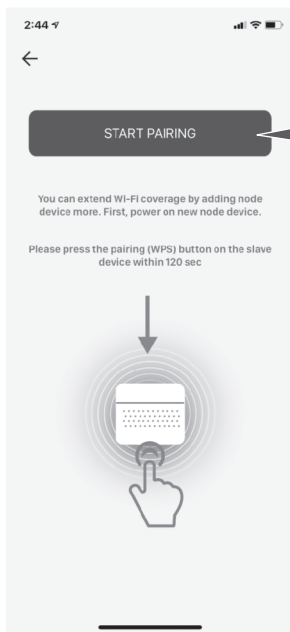 2:44
START PAIRING
You can extend Wi-Fi coverage by adding node
device more. First, power on new node device.
Please press the pairing (WPS) button on the slave
device within 120 sec